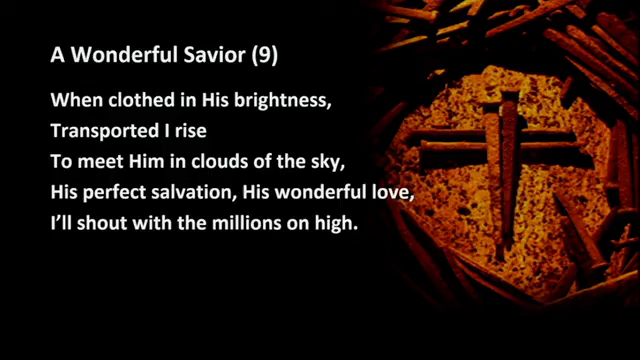 A Wonderful Savior (9)
When clothed in His brightness,
Transported I rise
To meet Him in clouds of the sky,
His perfect salvation, His wonderful love,
I’ll shout with the millions on high.